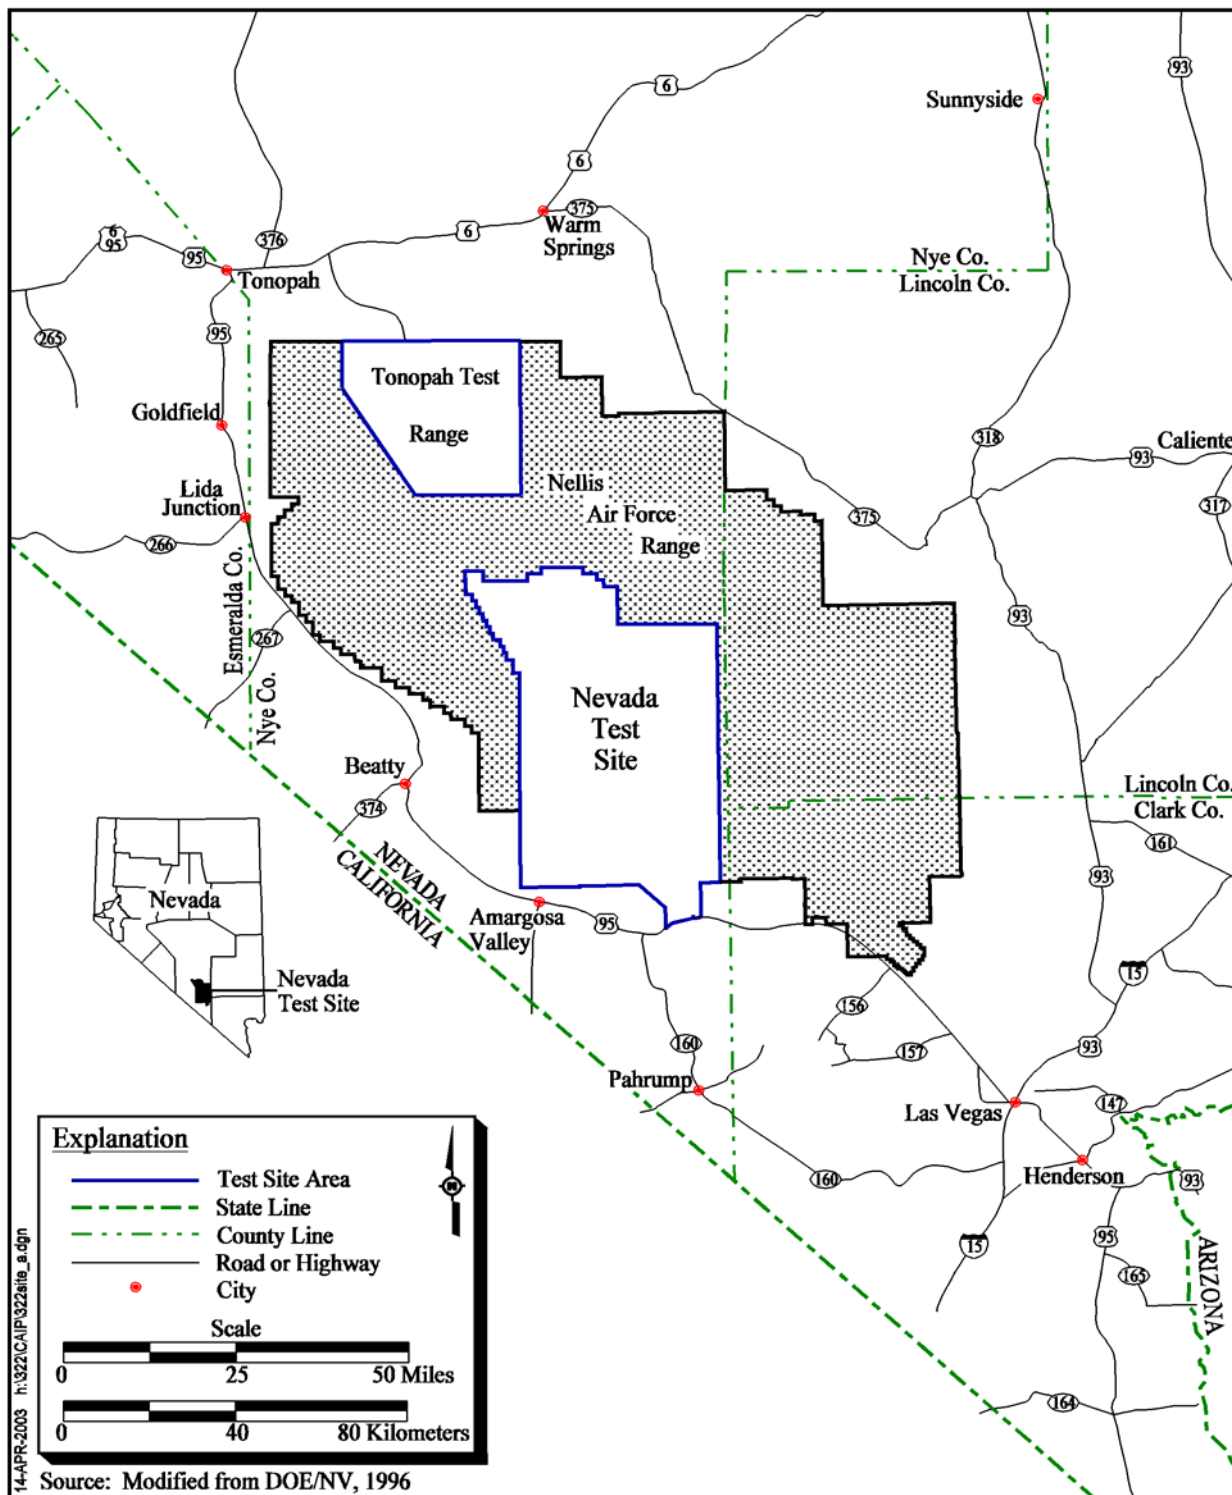 93
6
Sunnyside
6
375
Warm
Springs
6
95
6
376
95
Tonopah
Nye Co.
Lincoln Co.
265
95
Tonopah Test
Range
Goldfield
318
Caliente
93
Nellis
Air Force
Range
Lida
Junction
375
317
266
Esmeralda Co.
Nye Co.
267
93
Nevada
Test
Site
Beatty
374
Lincoln Co.
Clark Co.
161
NEVADA
CALIFORNIA
93
Nevada
Amargosa
Valley
95
15
Nevada
Test Site
156
157
160
93
Pahrump
Las Vegas
147
160
Henderson
93
95
15
165
ARIZONA
164
Explanation
Test Site Area
State Line
County Line
Road or Highway
City
N
Scale
0 25 50 Miles
0 40 80 Kilometers
14-APR-2003 h:\322\CAIP\322site_a.dgn
Source: Modified from DOE/NV, 1996